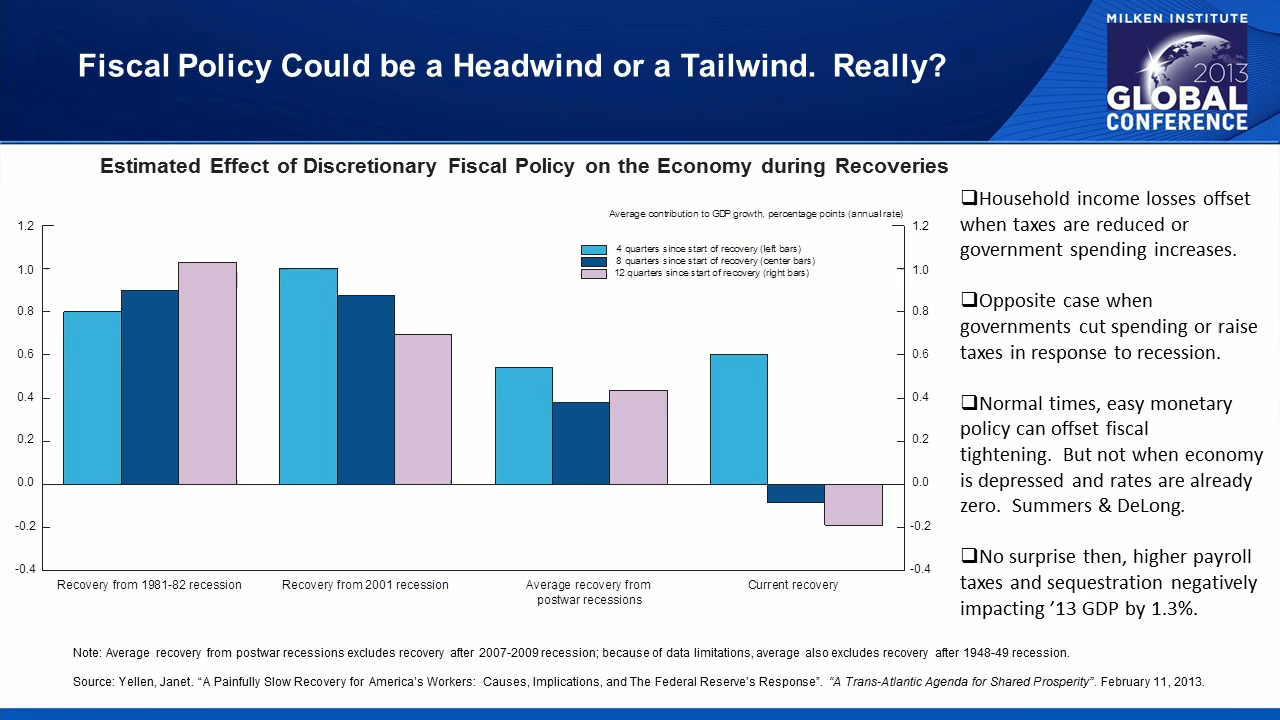 MILKEN INSTITUTE
2013
GLOBAL
CONFERENCE
Fiscal Policy Could be a Headwind or a Tailwind. Really?
Estimated Effect of Discretionary Fiscal Policy on the Economy during Recoveries
Average contribution to GDP growth, percentage points (annual rate)
4 quarters since start of recovery (left bars)
8 quarters since start of recovery (center bars)
12 quarters since start of recovery (right bars)
1.2 1.2
1.0 1.0
0.8 0.8
0.6 0.6
0.4 0.4
0.2 0.2
0.0 0.0
-0.2 -0.2
-0.4 -0.4
Recovery from 1981-82 recession
Recovery from 2001 recession
Average recovery from
postwar recessions
Current recovery
❑Household income losses offset
when taxes are reduced or
government spending increases.
❑Opposite case when
governments cut spending or raise
taxes in response to recession.
❑Normal times, easy monetary
policy can offset fiscal
tightening. But not when economy
is depressed and rates are already
zero. Summers & DeLong.
❑No surprise then, higher payroll
taxes and sequestration negatively
impacting ’13 GDP by 1.3%.
Note: Average recovery from postwar recessions excludes recovery after 2007-2009 recession; because of data limitations, average also excludes recovery after 1948-49 recession.
Source: Yellen, Janet. “A Painfully Slow Recovery for America’s Workers: Causes, Implications, and The Federal Reserve’s Response”. “A Trans-Atlantic Agenda for Shared Prosperity”. February 11, 2013.